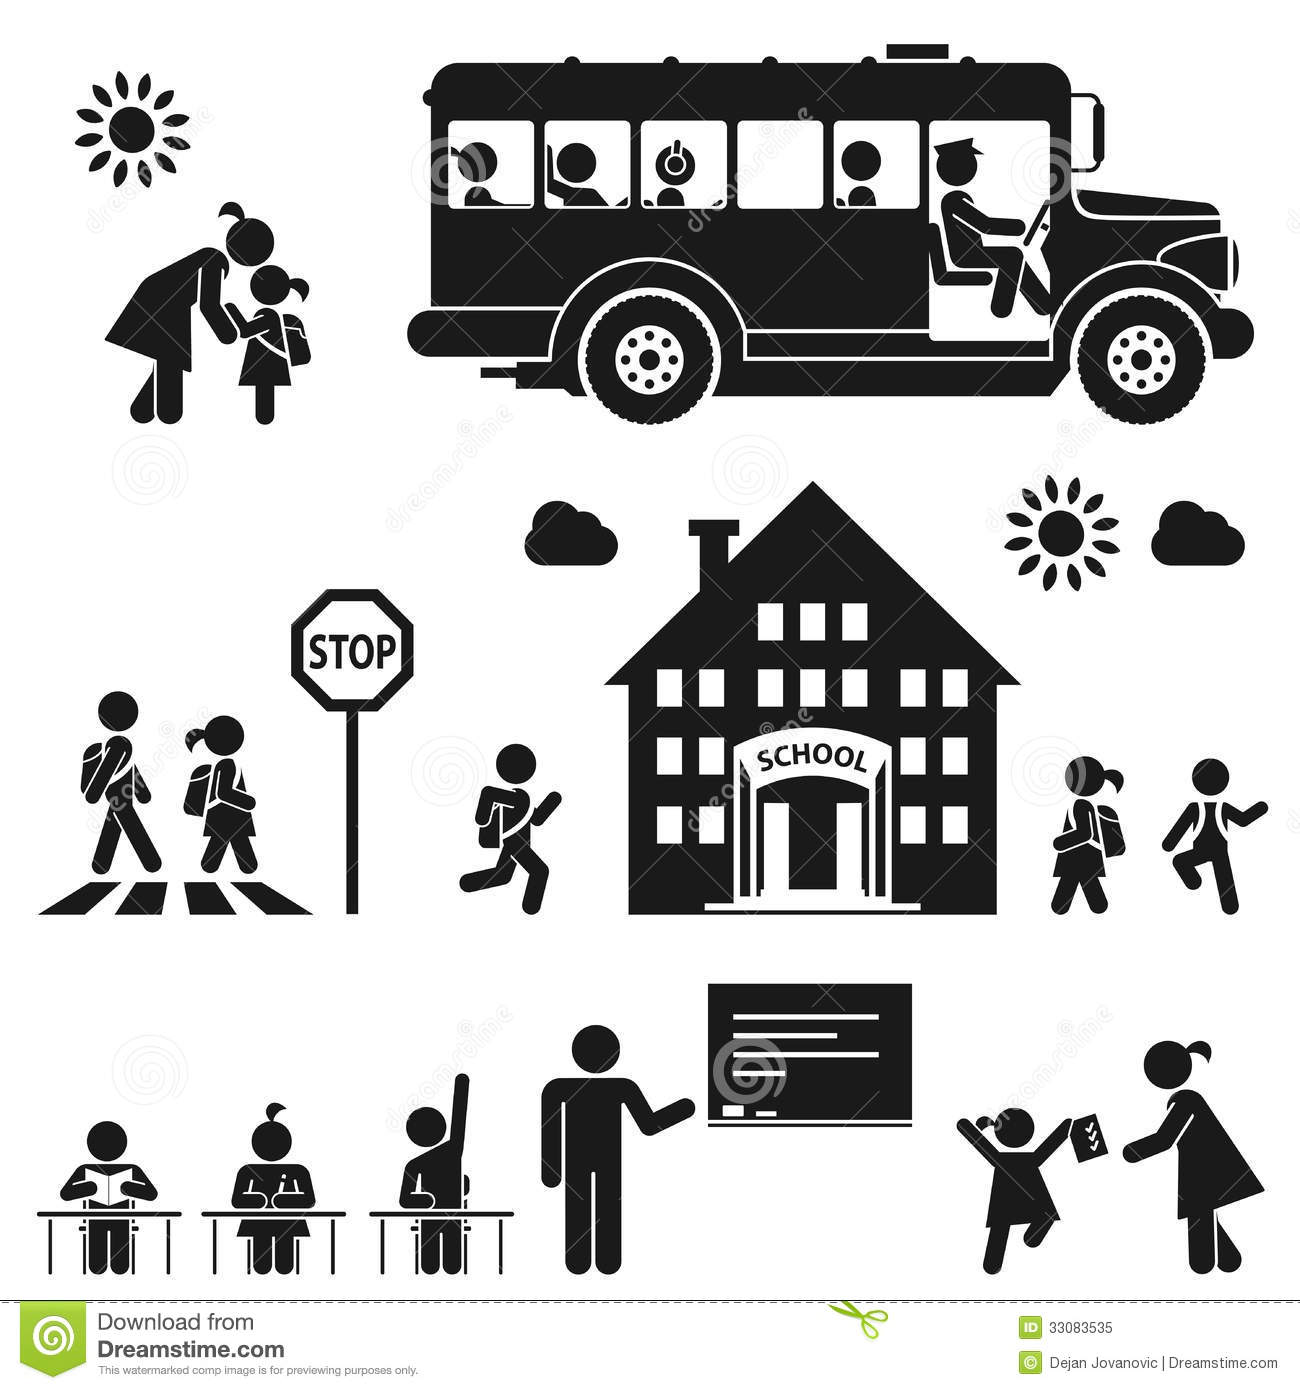 STOP
SCHOOL
Download from
Dreamstime.com
This watermarked comp image is for previewing purposes only.
ID 33083535
© Dejan Jovanovic | Dreamstime.com